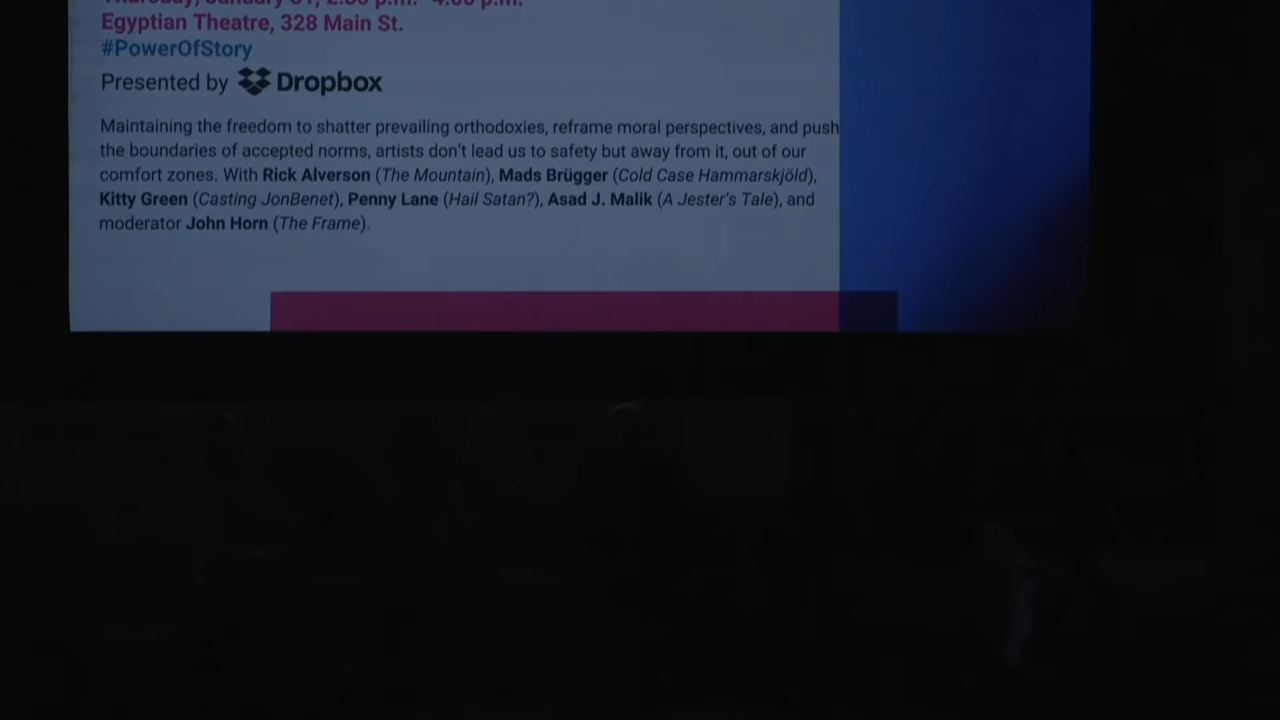 Egyptian Theatre, 328 Main St.
#PowerOfStory
Presented by Dropbox
Maintaining the freedom to shatter prevailing orthodoxies, reframe moral perspectives, and push
the boundaries of accepted norms, artists don't lead us to safety but away from it, out of our
comfort zones. With Rick Alverson (The Mountain), Mads Brügger (Cold Case Hammarskjöld),
Kitty Green (Casting JonBenet), Penny Lane (Hail Satan?), Asad J. Malik (A Jester's Tale), and
moderator John Horn (The Frame).